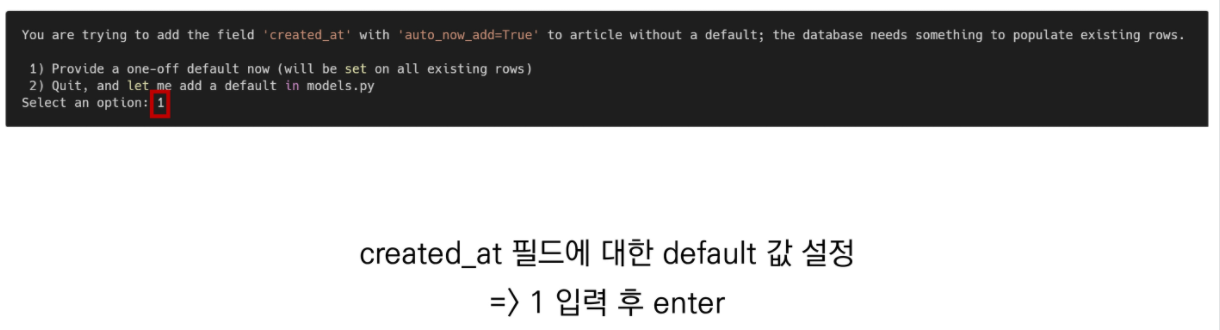 You are trying to add the field 'created_at' with 'auto_now_add=True' to article without a default; the database needs something to populate existing rows.
1) Provide a one-off default now (will be set on all existing rows)
2) Quit, and let me add a default in models.py
Select an option: 1
created_at 필드에 대한 default 값 설정
=> 1 입력 후 enter